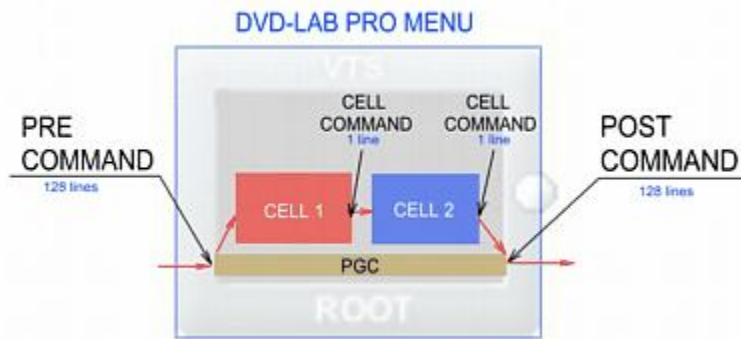 DVD-LAB PRO MENU
VTS
PRE
COMMAND
128 lines
CELL
COMMAND
1 line
CELL
COMMAND
1 line
POST
COMMAND
128 lines
CELL 1
CELL 2
PGC
ROOT